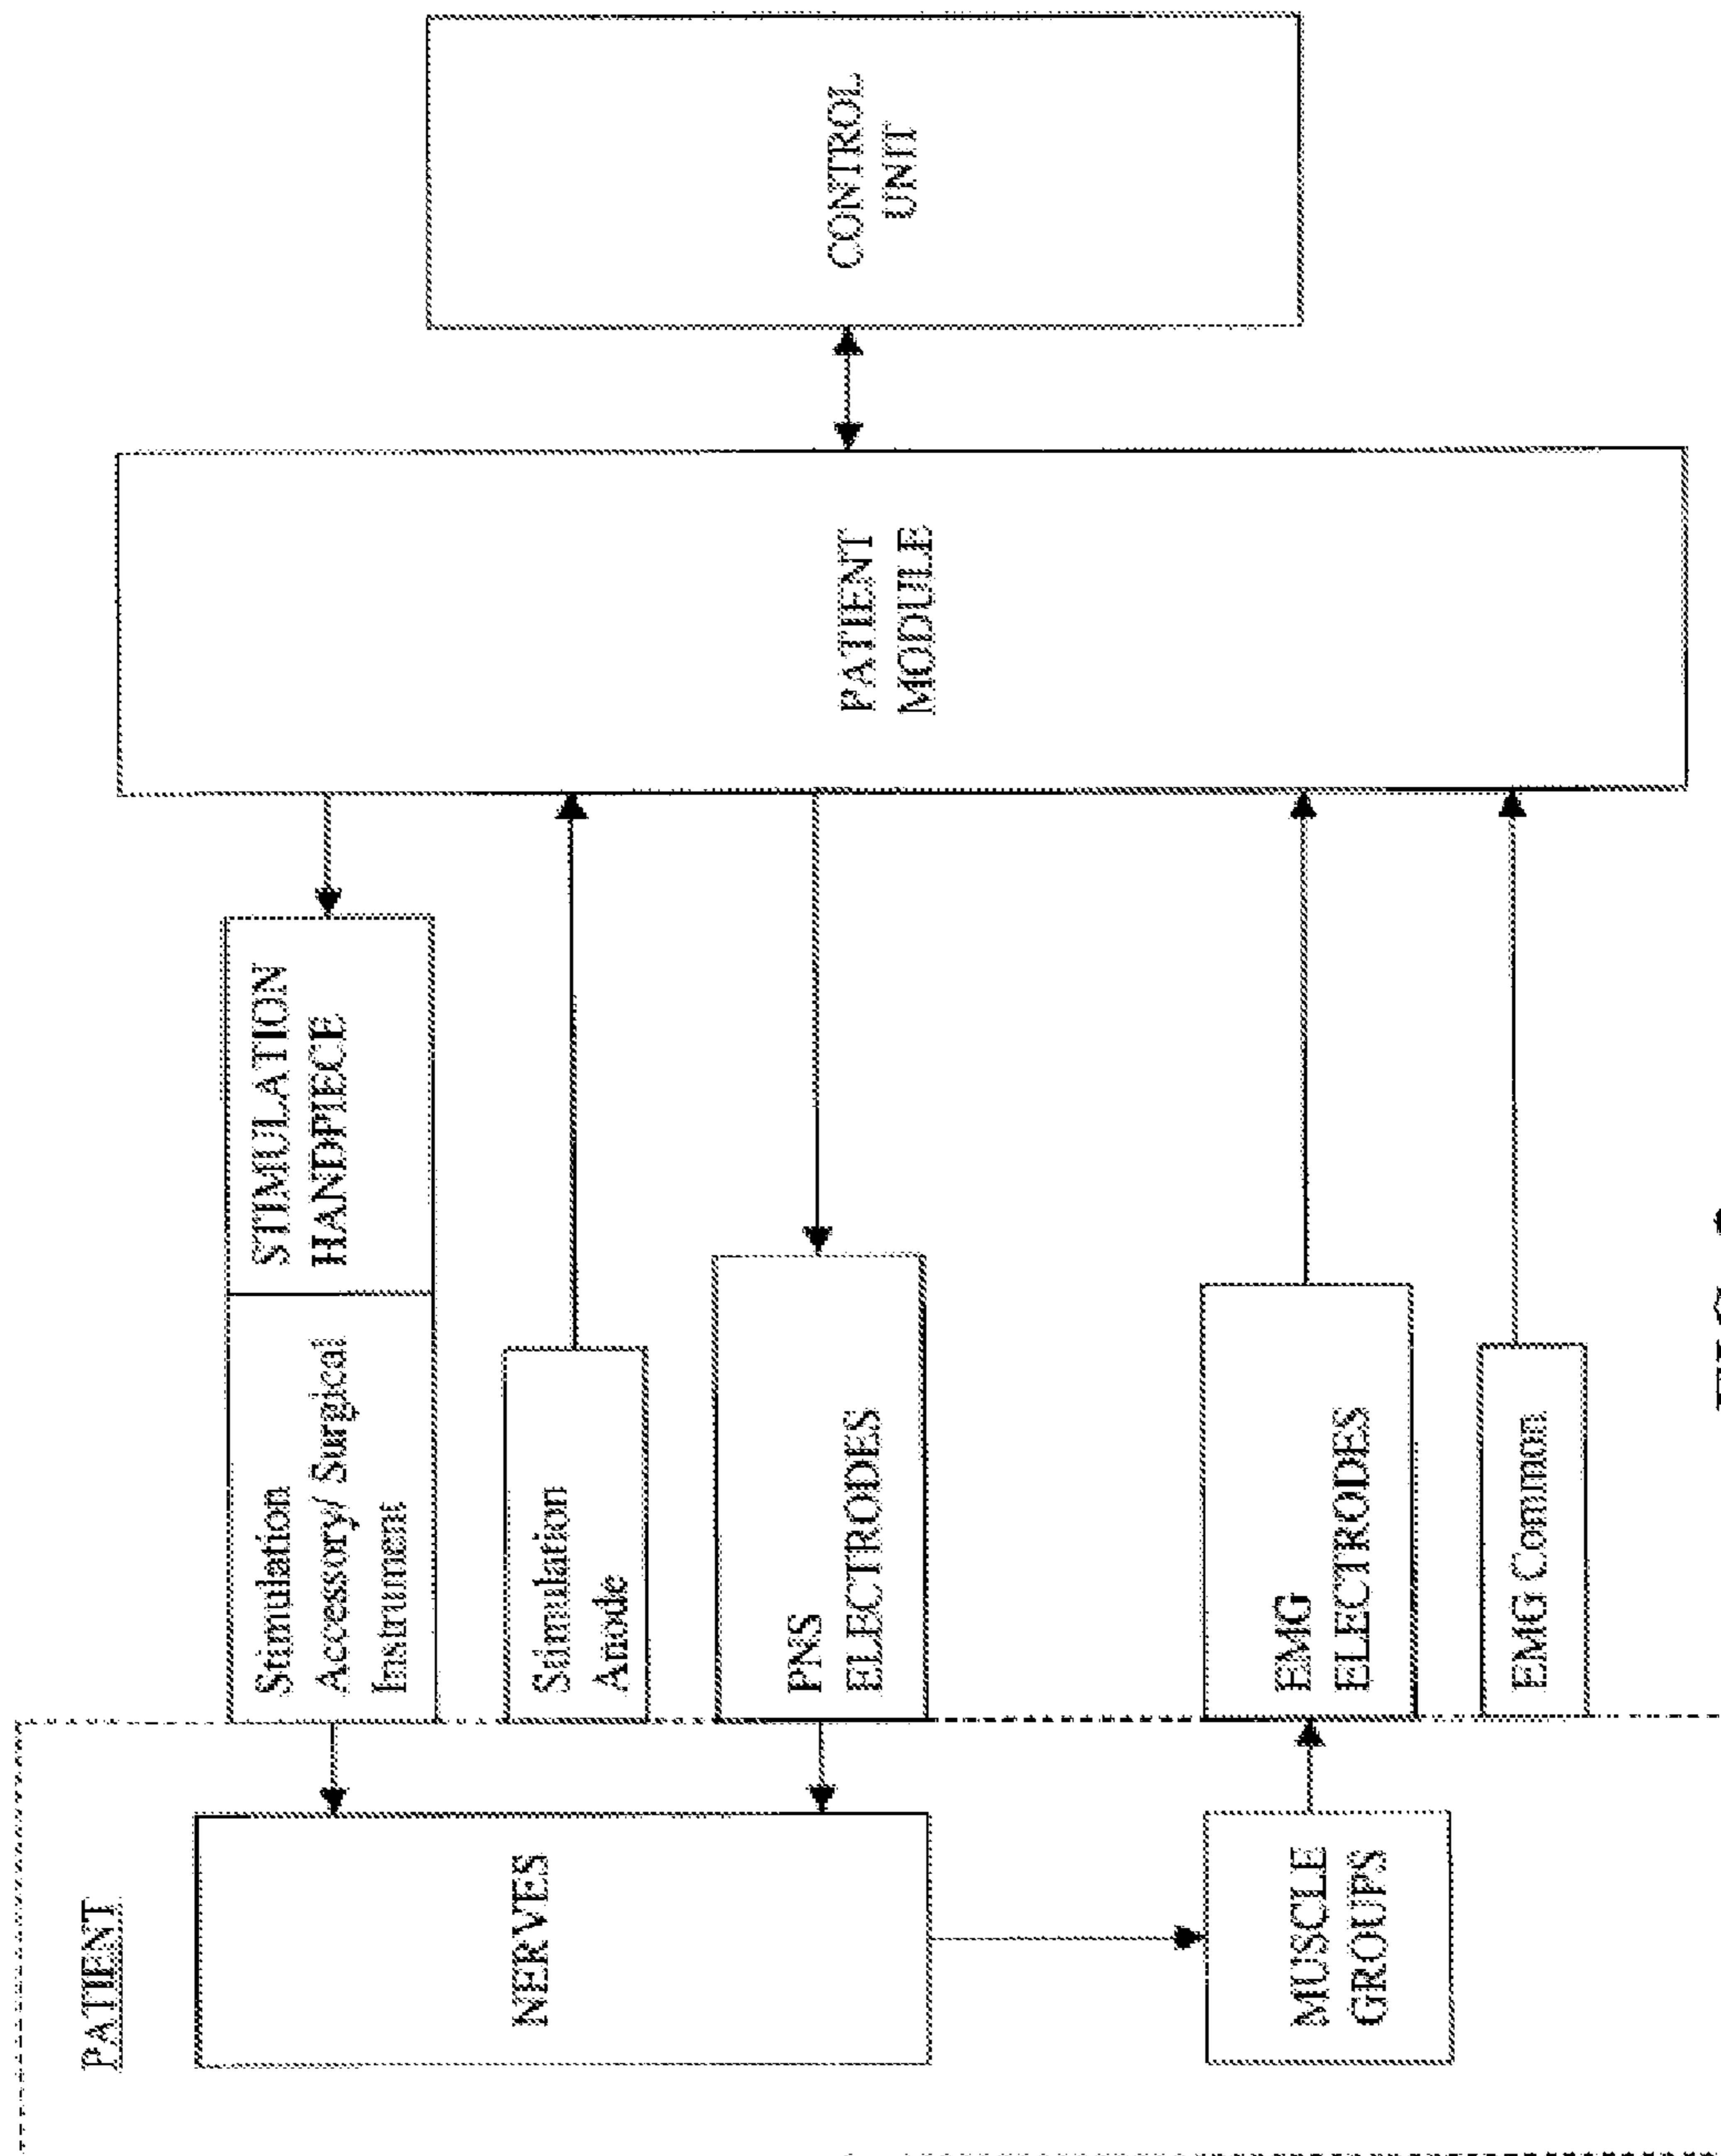 PATIENT
NERVES
MUSCLE
GROUPS
Stimulation
Accessory/ Surgical
Instrument
STIMULATION
HANDPIECE
Stimulation
Anode
PNS
ELECTRODES
EMG
ELECTRODES
EMG Common
PATIENT
MODULE
CONTROL
UNIT